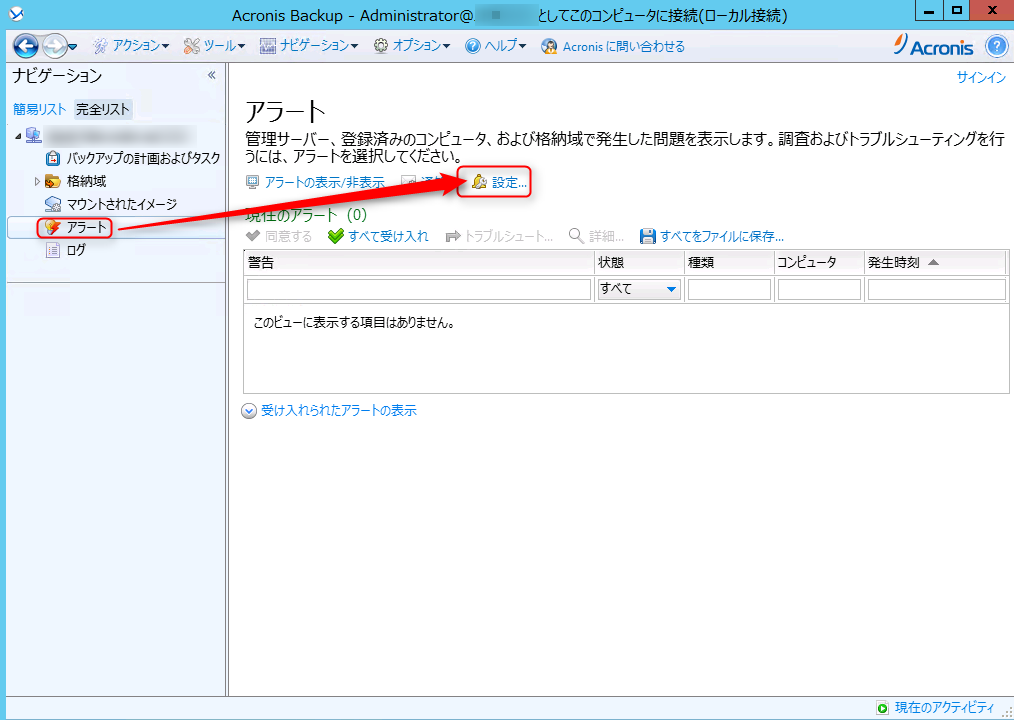 Acronis Backup - Administrator@ としてこのコンピュータに接続(ローカル接続)
アクション ツール ナビゲーション オプション ヘルプ Acronis に問い合わせる Acronis
ナビゲーション
サインイン
簡易リスト 完全リスト
バックアップの計画およびタスク
格納域
マウントされたイメージ
アラート
ログ
アラート
管理サーバー、登録済みのコンピュータ、および格納域で発生した問題を表示します。調査およびトラブルシューティングを行
うには、アラートを選択してください。
アラートの表示/非表示 設定...
現在のアラート (0)
同意する すべて受け入れ トラブルシュート... 詳細... すべてをファイルに保存...
警告 状態 種類 コンピュータ 発生時刻
すべて
このビューに表示する項目はありません。
受け入れられたアラートの表示
現在のアクティビティ